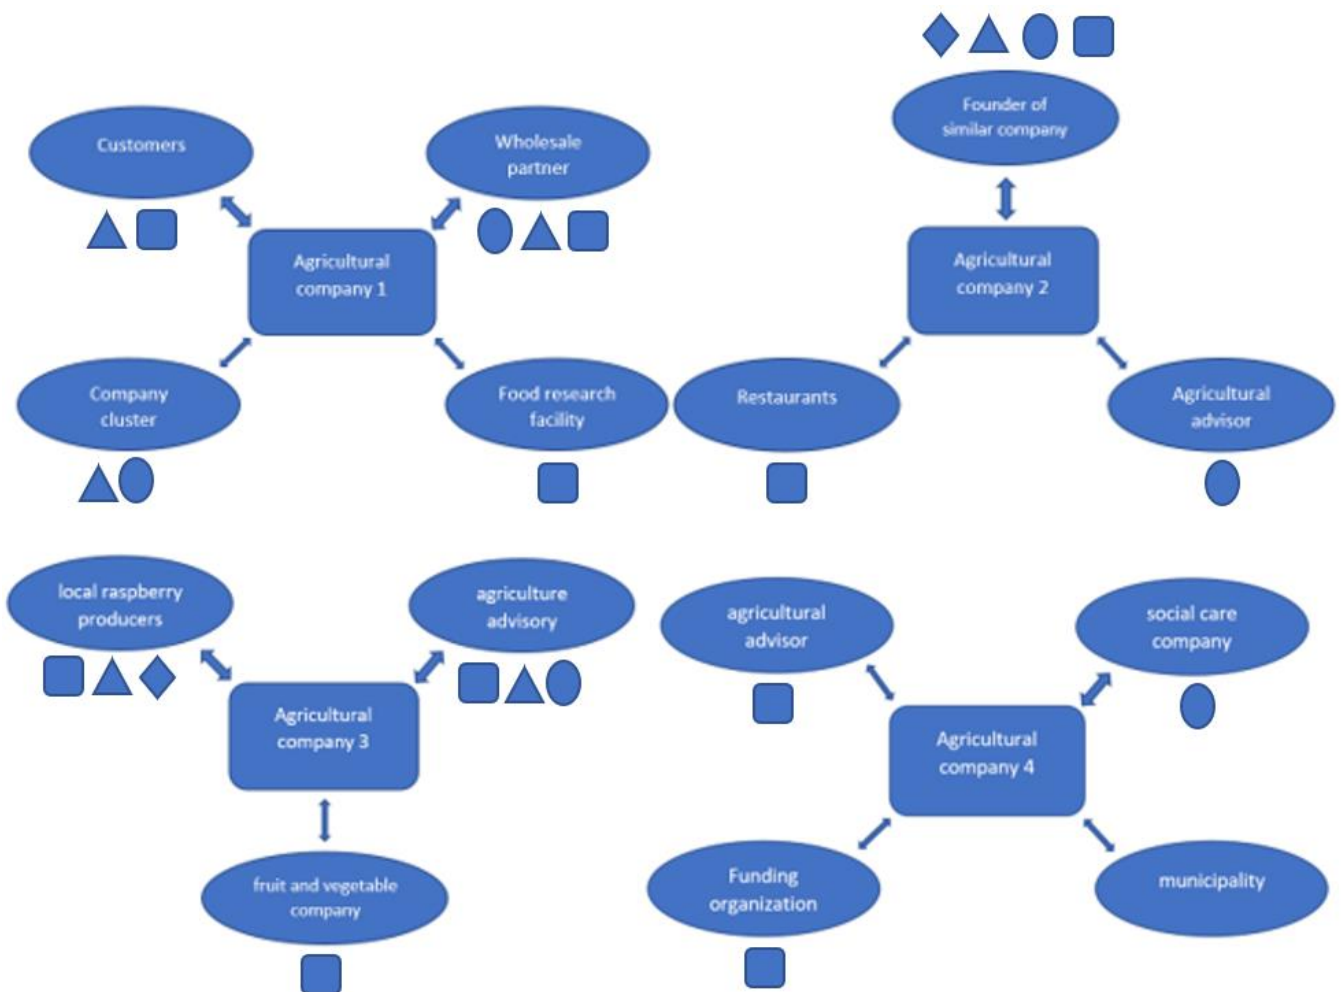 Founder of
similar company
Customers
Wholesale
partner
Agricultural
company 1
Agricultural
company 2
Company
cluster
Food research
facility
Restaurants
Agricultural
advisor
local raspberry
producers
agriculture
advisory
agricultural
advisor
social care
company
Agricultural
company 3
Agricultural
company 4
fruit and vegetable
company
Funding
organization
municipality